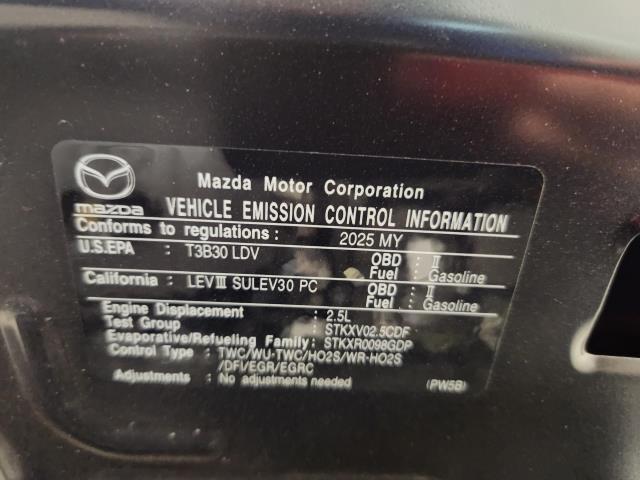 Mazda Motor Corporation
mazda VEHICLE EMISSION CONTROL INFORMATION
Conforms to regulations : 2025 MY
U.S.EPA : T3B30 LDV OBD : II
Fuel : Gasoline
California : LEVIII SULEV30 PC OBD : II
Fuel : Gasoline
Engine Displacement : 2.5L
Test Group : STKXV02.5CDF
Evaporative/Refueling Family: STKXR0098GDP
Control Type : TWC/WU-TWC/HO2S/WR-HO2S
/DFI/EGR/EGRC
Adjustments : No adjustments needed (PW5B)